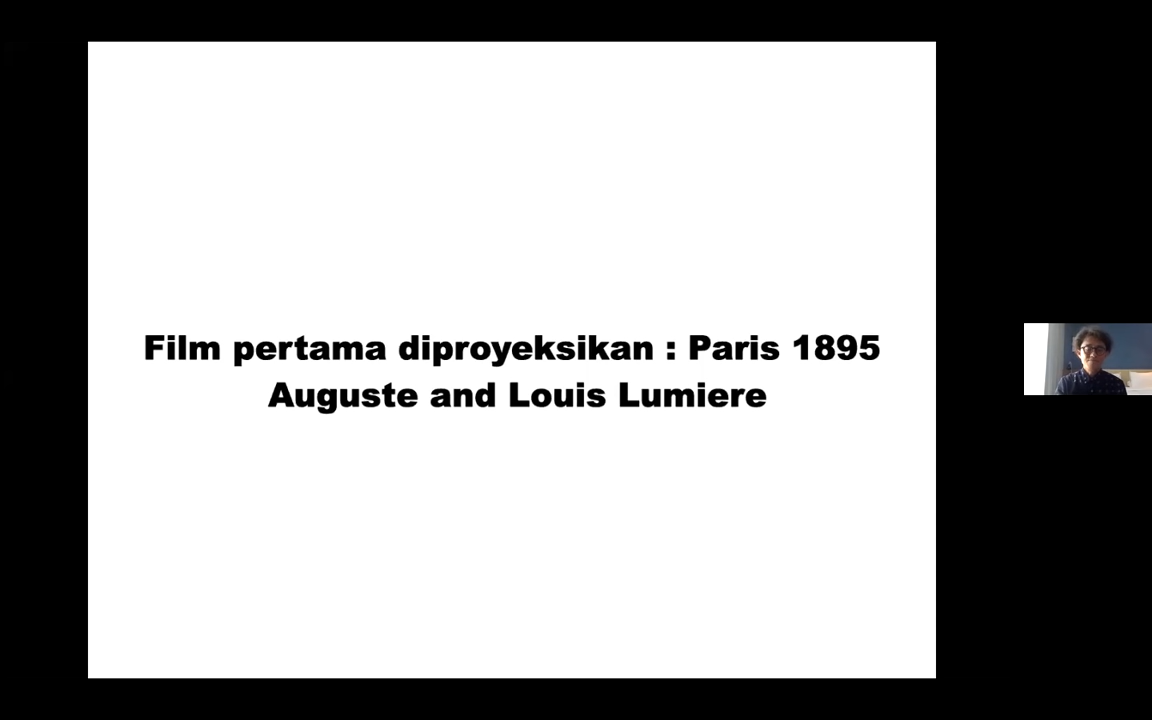 Film pertama diproyeksikan : Paris 1895
Auguste and Louis Lumiere